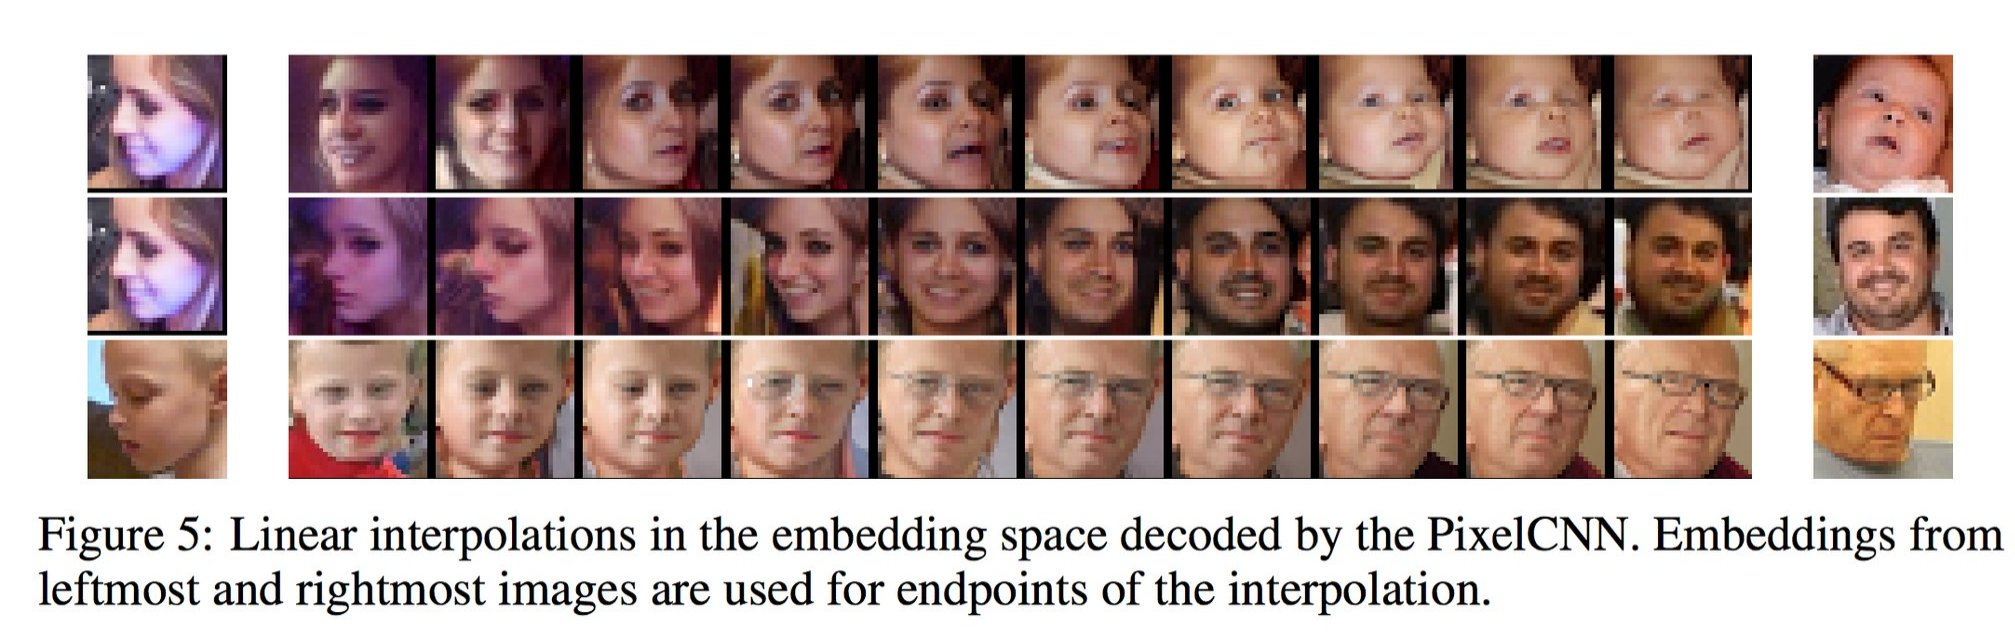 Figure 5: Linear interpolations in the embedding space decoded by the PixelCNN. Embeddings from
leftmost and rightmost images are used for endpoints of the interpolation.